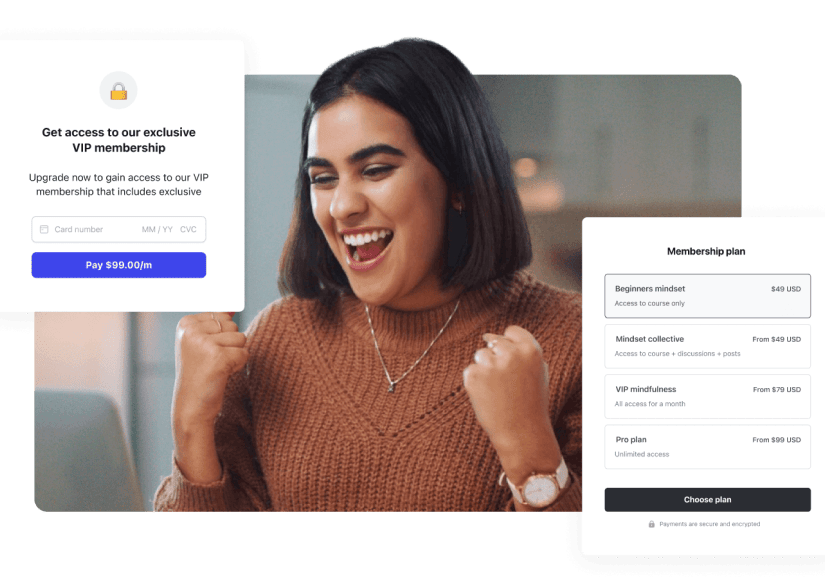 Get access to our exclusive
VIP membership
Upgrade now to gain access to our VIP
membership that includes exclusive
Card number MM / YY CVC
Pay $99.00/m
Membership plan
Beginners mindset $49 USD
Access to course only
Mindset collective From $49 USD
Access to course + discussions + posts
VIP mindfulness From $79 USD
All access for a month
Pro plan From $99 USD
Unlimited access
Choose plan
Payments are secure and encrypted